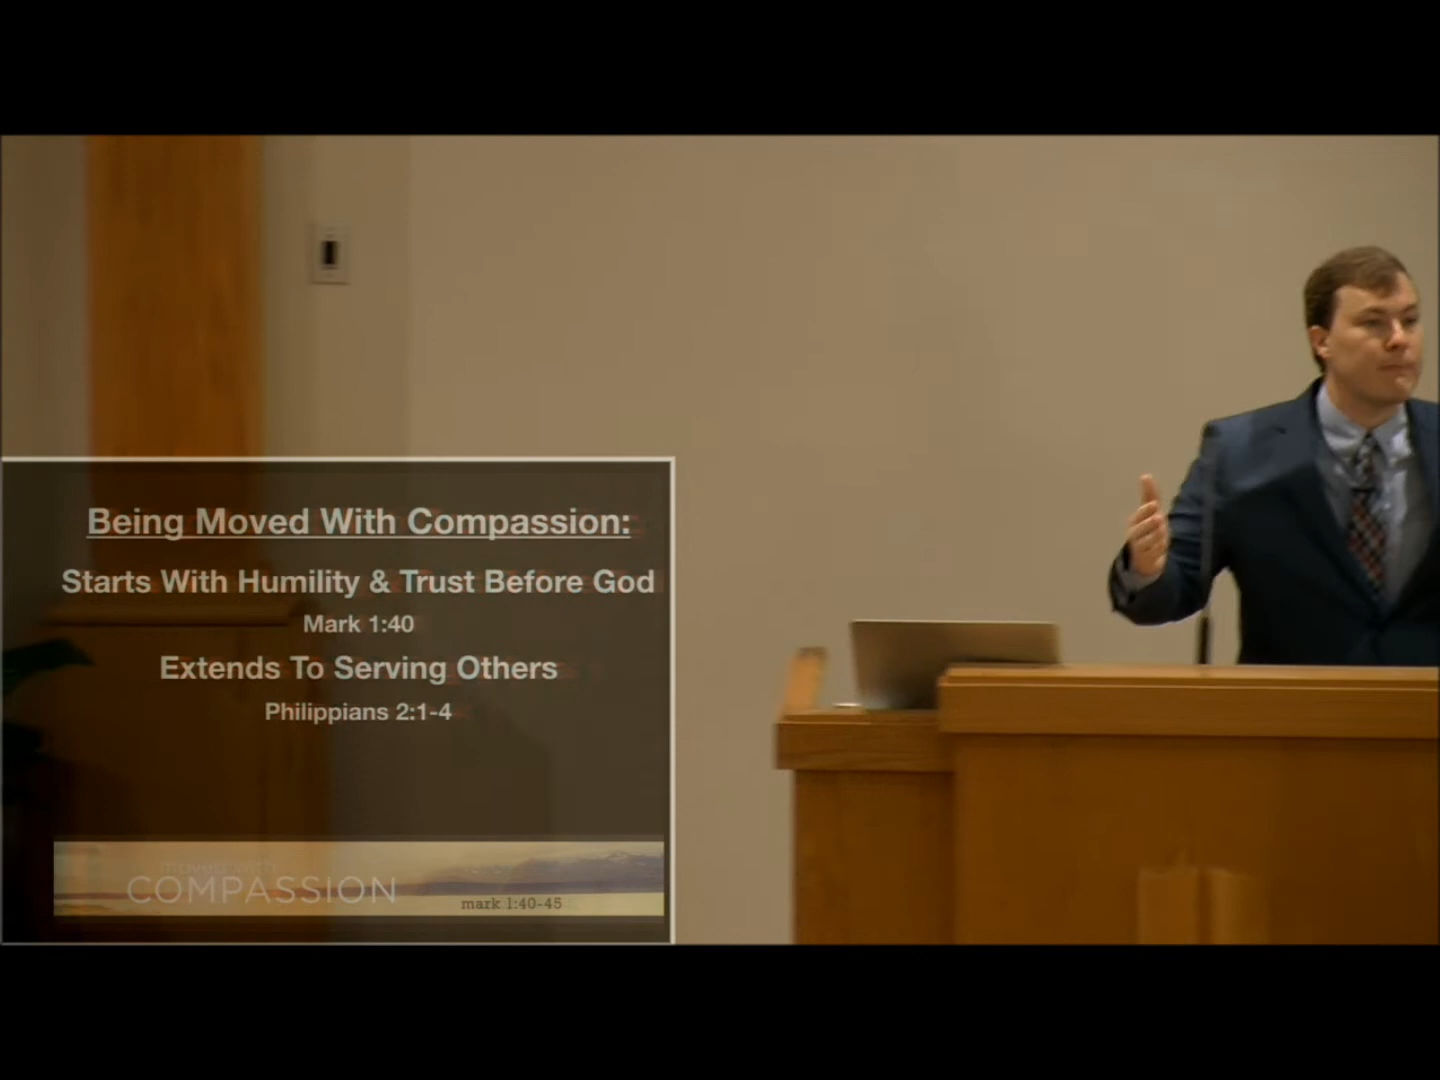 Being Moved With Compassion:
Starts With Humility & Trust Before God
Mark 1:40
Extends To Serving Others
Philippians 2:1-4
COMPASSION
mark 1:40-45